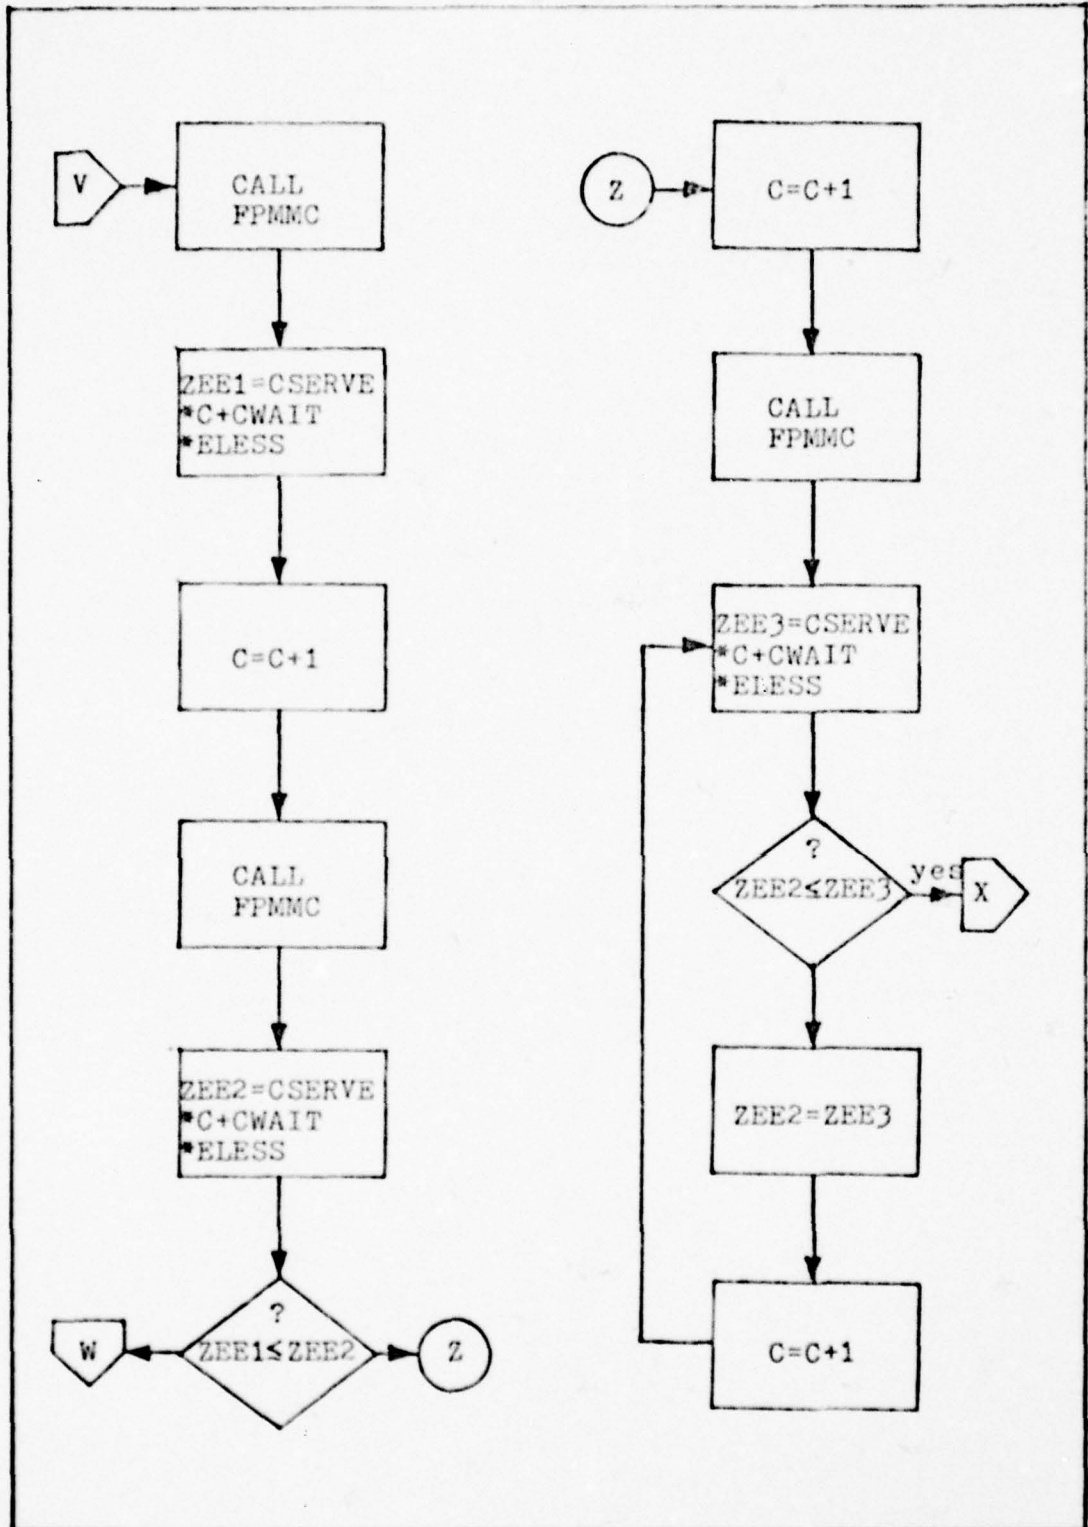 V
CALL
FPMMC
ZEE1=CSERVE
*C+CWAIT
*ELESS
C=C+1
CALL
FPMMC
ZEE2=CSERVE
*C+CWAIT
*ELESS
?
ZEE1≤ZEE2
W
Z
Z
C=C+1
CALL
FPMMC
ZEE3=CSERVE
*C+CWAIT
*ELESS
?
ZEE2≤ZEE3
yes
X
ZEE2=ZEE3
C=C+1